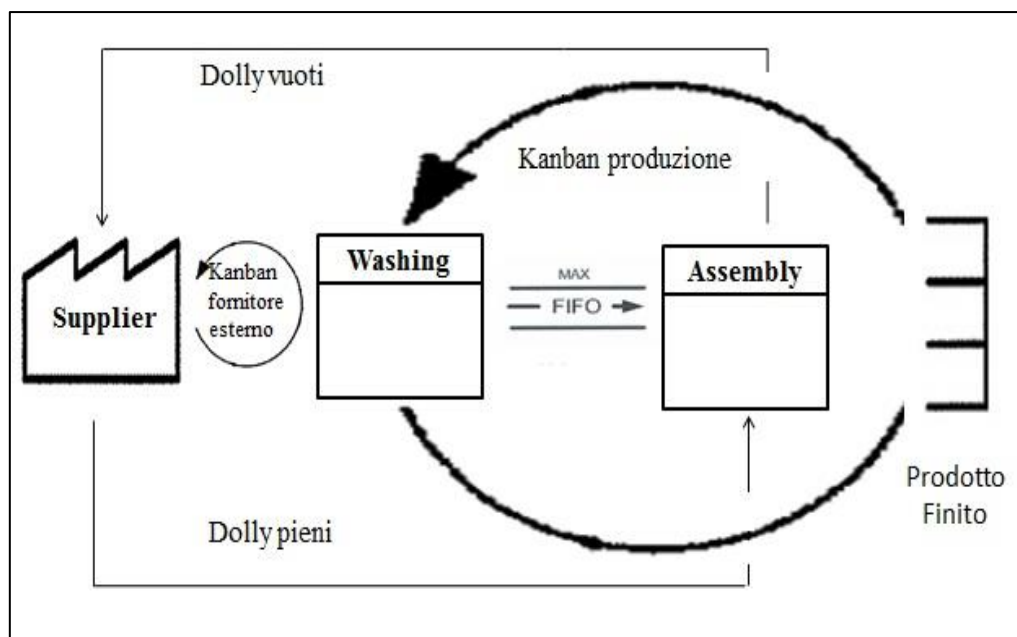 Dolly vuoti
Kanban produzione
Supplier
Kanban
fornitore
esterno
Washing
MAX
FIFO
Assembly
Prodotto
Finito
Dolly pieni